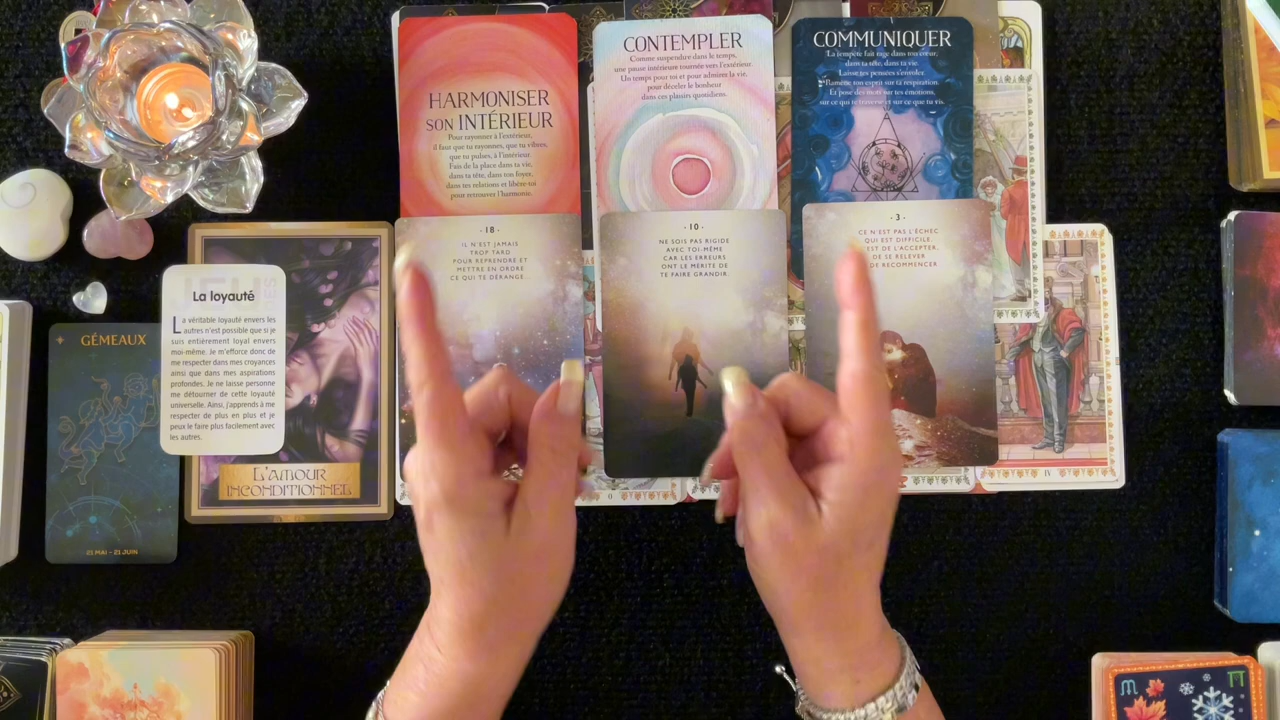 HARMONISER
SON INTÉRIEUR
Pour rayonner à l'extérieur,
il faut que tu rayonnes, que tu vibres,
que tu pulses, à l'intérieur.
Fais de la place dans ta vie,
dans ta tête, dans ton foyer,
dans tes relations et libère-toi
pour retrouver l'harmonie.
CONTEMPLER
Comme suspendre dans le temps,
une pause intérieure tournée vers l'extérieur.
Un temps pour toi et pour admirer la vie,
pour déceler le bonheur
dans ces plaisirs quotidiens.
COMMUNIQUER
La tempête fait rage dans ton cœur,
dans ta tête, dans ta vie.
Laisse tes pensées s'envoler.
Ramène ton esprit sur ta respiration.
Et pose des mots sur tes émotions,
sur ce qui te traverse et sur ce que tu vis.
· 18 ·
IL N'EST JAMAIS
TROP TARD
POUR REPRENDRE ET
METTRE EN ORDRE
CE QUI TE DÉRANGE.
· 10 ·
NE SOIS PAS RIGIDE
AVEC TOI-MÊME
CAR LES ERREURS
ONT LE MÉRITE DE
TE FAIRE GRANDIR.
· 3 ·
CE N'EST PAS L'ÉCHEC
QUI EST DIFFICILE.
EST DE L'ACCEPTER,
DE SE RELEVER
DE RECOMMENCER
La loyauté
La véritable loyauté envers les
autres n'est possible que si je
suis entièrement loyal envers
moi-même. Je m'efforce donc de
me respecter dans mes croyances
ainsi que dans mes aspirations
profondes. Je ne laisse personne
me détourner de cette loyauté
universelle. Ainsi, j'apprends à me
respecter de plus en plus et je
peux le faire plus facilement avec
les autres.
GÉMEAUX
21 MAI - 21 JUIN
L'AMOUR
INCONDITIONNEL
0
IV